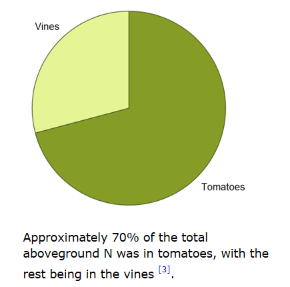 Vines
Tomatoes
Approximately 70% of the total
aboveground N was in tomatoes, with the
rest being in the vines [3].